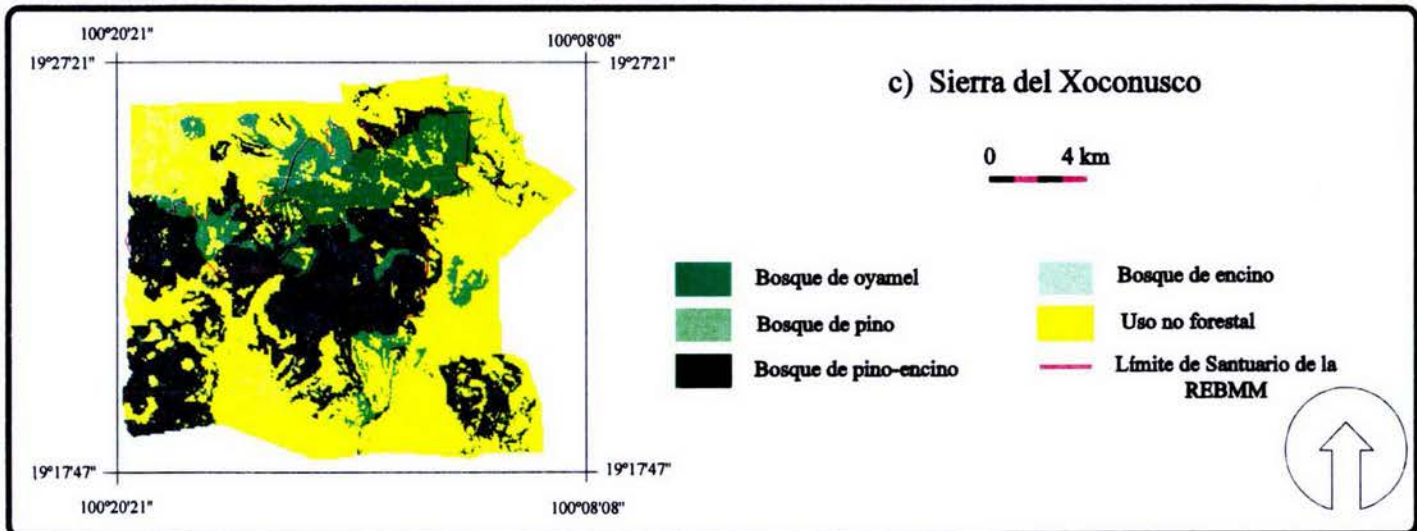 100°20'21"
100°08'08"
19°27'21"
19°27'21"
c) Sierra del Xoconusco
0 4 km
Bosque de oyamel
Bosque de pino
Bosque de pino-encino
Bosque de encino
Uso no forestal
Límite de Santuario de la
REBMM
19°17'47"
19°17'47"
100°20'21"
100°08'08"